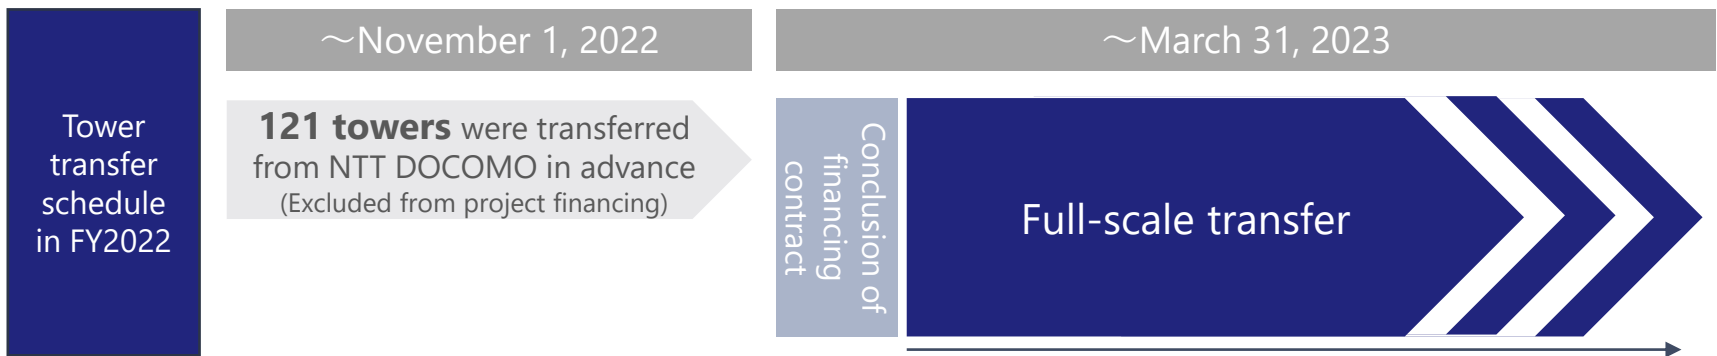 Tower
transfer
schedule
in FY2022
～November 1, 2022
121 towers were transferred
from NTT DOCOMO in advance
(Excluded from project financing)
～March 31, 2023
Conclusion of
financing
contract
Full-scale transfer